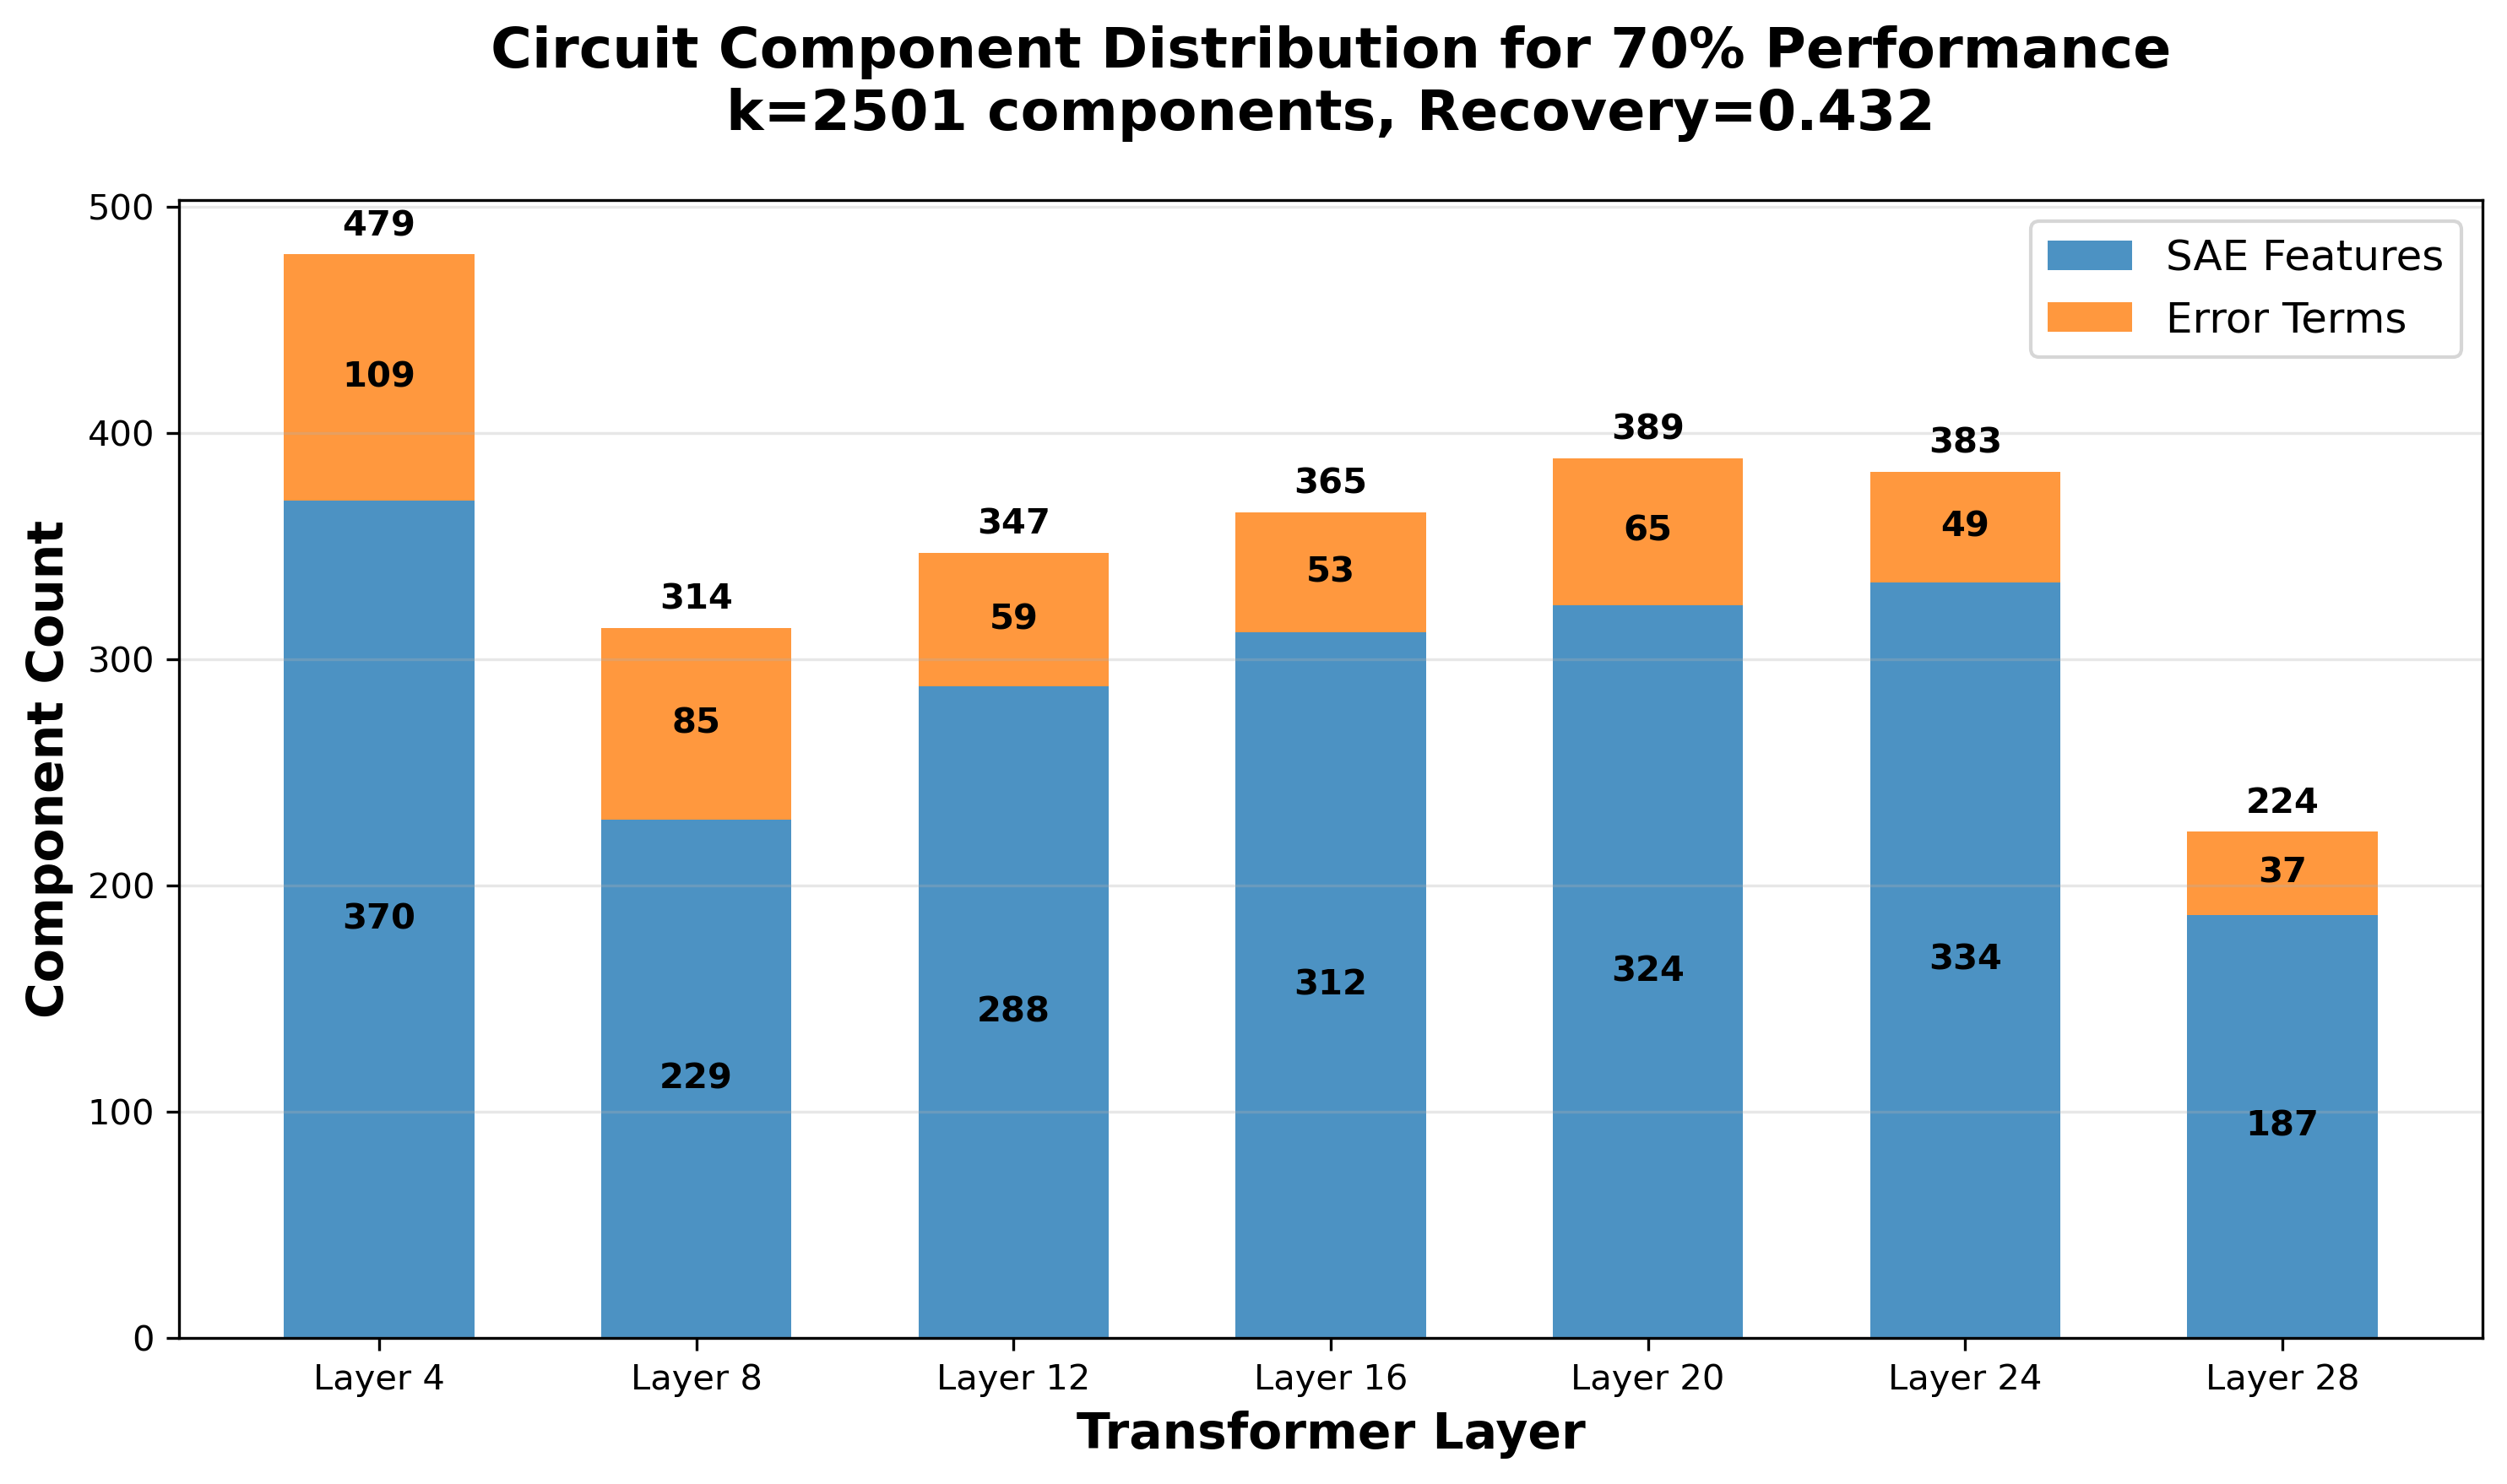 Circuit Component Distribution for 70% Performance
k=2501 components, Recovery=0.432
Component Count
500
400
300
200
100
0
SAE Features
Error Terms
479
109
370
314
85
229
347
59
288
365
53
312
389
65
324
383
49
334
224
37
187
Layer 4
Layer 8
Layer 12
Layer 16
Layer 20
Layer 24
Layer 28
Transformer Layer